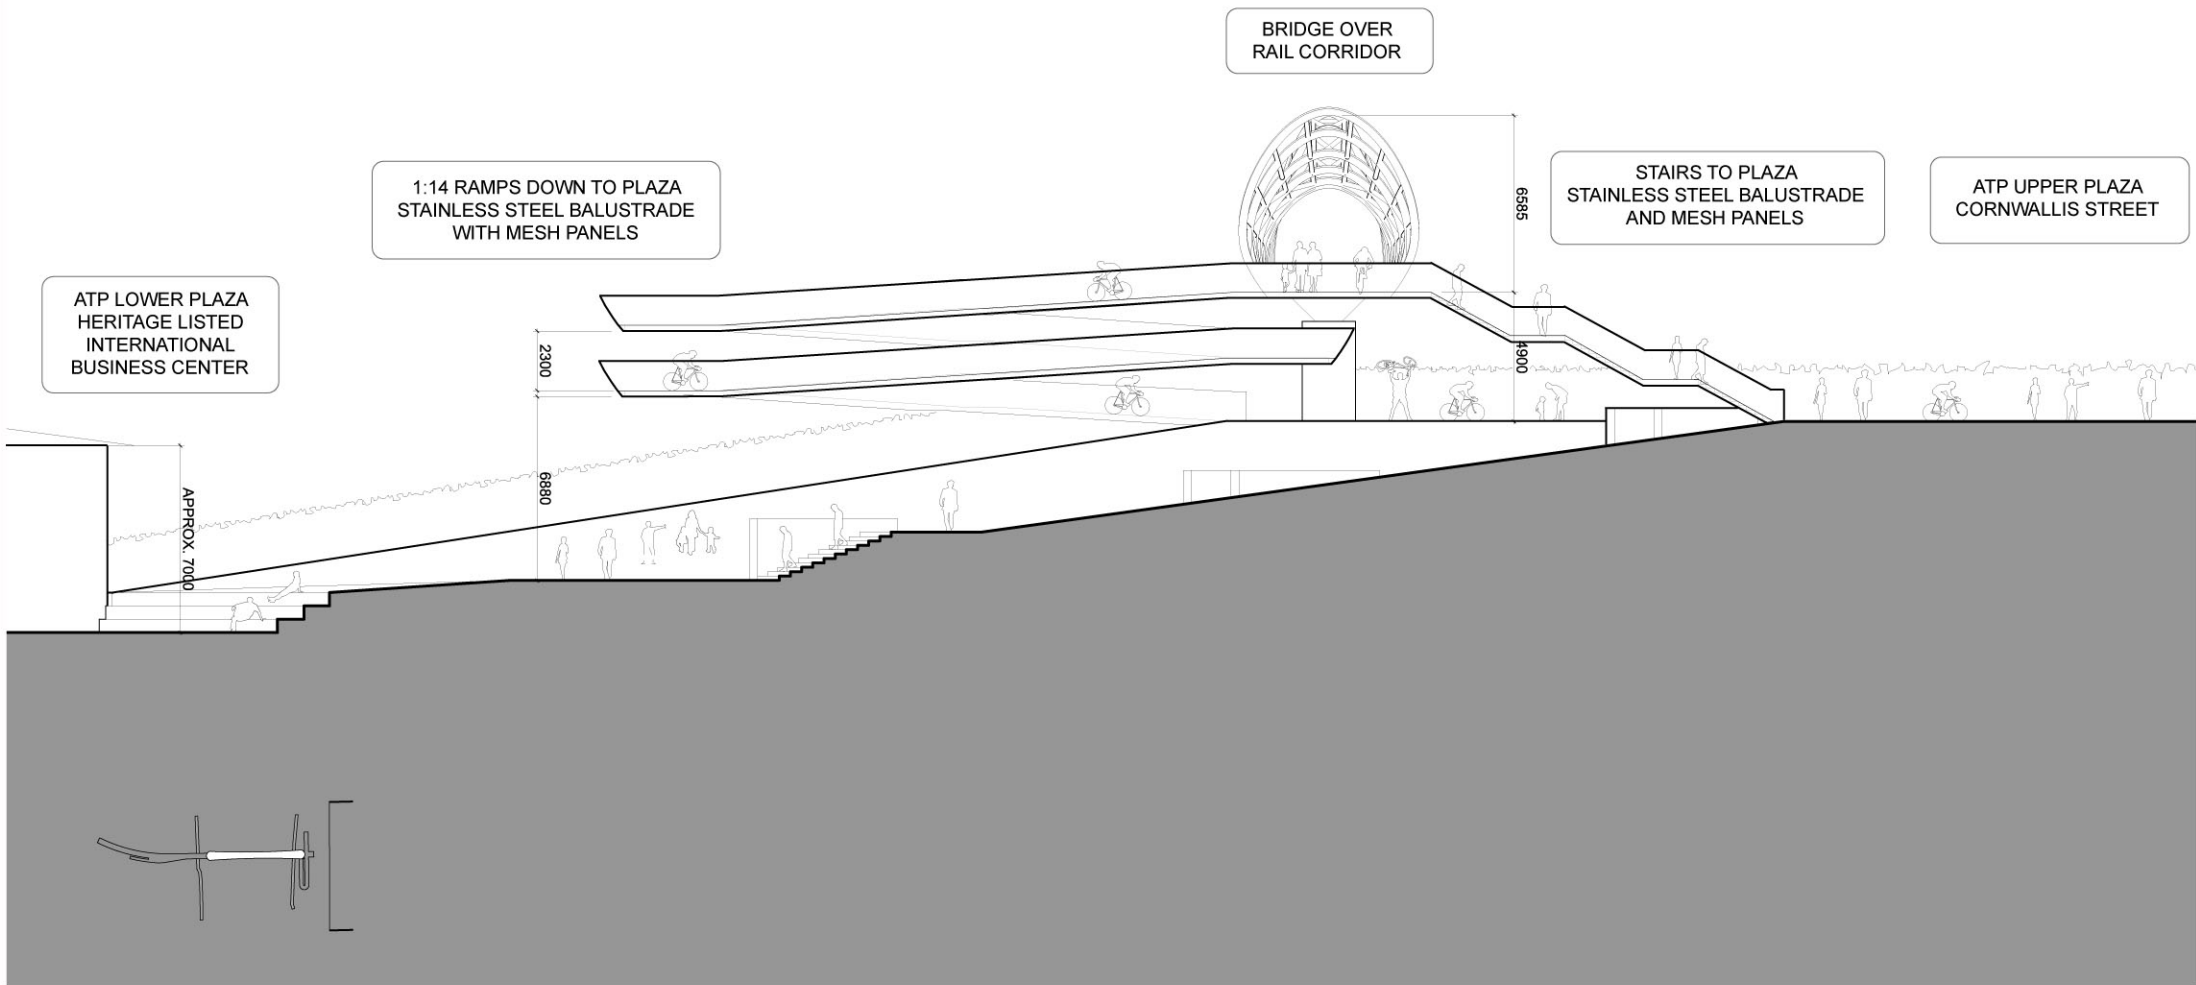 BRIDGE OVER
RAIL CORRIDOR
1:14 RAMPS DOWN TO PLAZA
STAINLESS STEEL BALUSTRADE
WITH MESH PANELS
STAIRS TO PLAZA
STAINLESS STEEL BALUSTRADE
AND MESH PANELS
ATP UPPER PLAZA
CORNWALLIS STREET
ATP LOWER PLAZA
HERITAGE LISTED
INTERNATIONAL
BUSINESS CENTER
6585
4900
2300
6880
APPROX. 7000